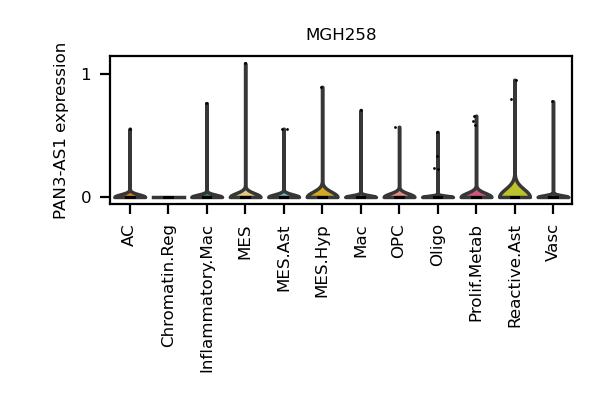 MGH258
PAN3-AS1 expression
1
0
AC
Chromatin.Reg
Inflammatory.Mac
MES
MES.Ast
MES.Hyp
Mac
OPC
Oligo
Prolif.Metab
Reactive.Ast
Vasc